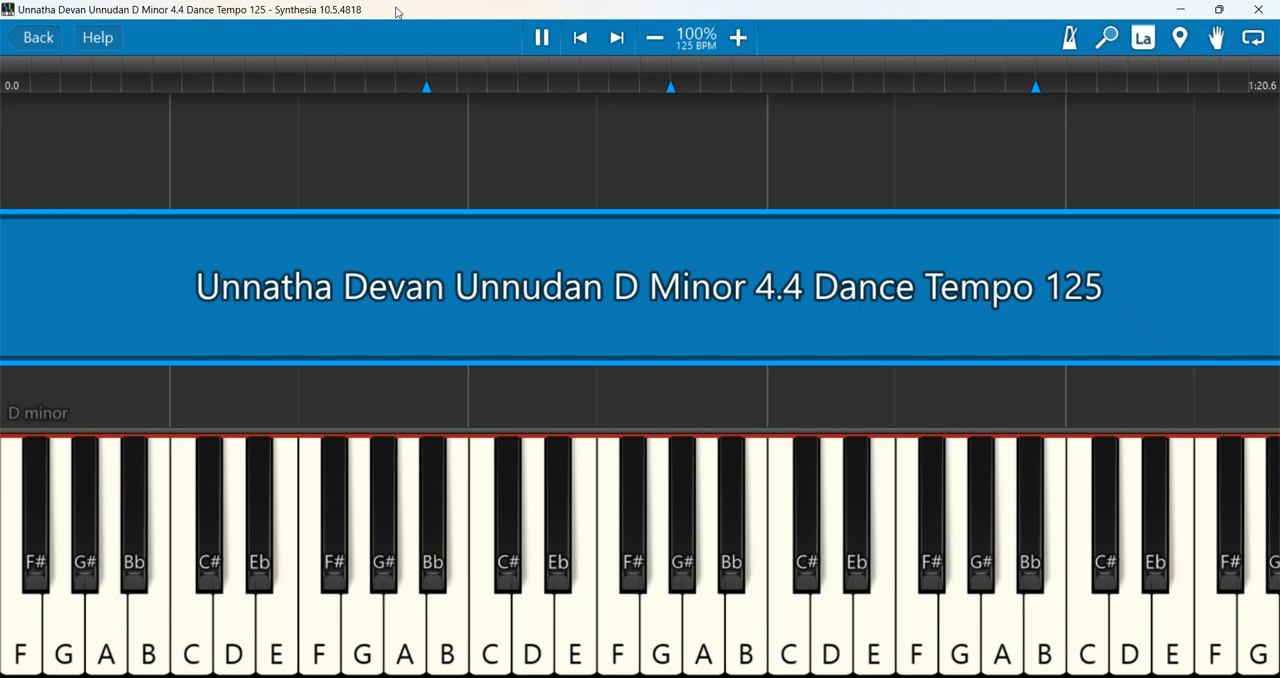 Unnatha Devan Unnudan D Minor 4.4 Dance Tempo 125 - Synthesia 10.5.4818
Back Help 100% La
125 BPM
0.0 1:20.6
Unnatha Devan Unnudan D Minor 4.4 Dance Tempo 125
D minor
F# G# Bb C# Eb F# G# Bb C# Eb F# G# Bb C# Eb F# G# Bb C# Eb F# G
F G A B C D E F G A B C D E F G A B C D E F G A B C D E F G